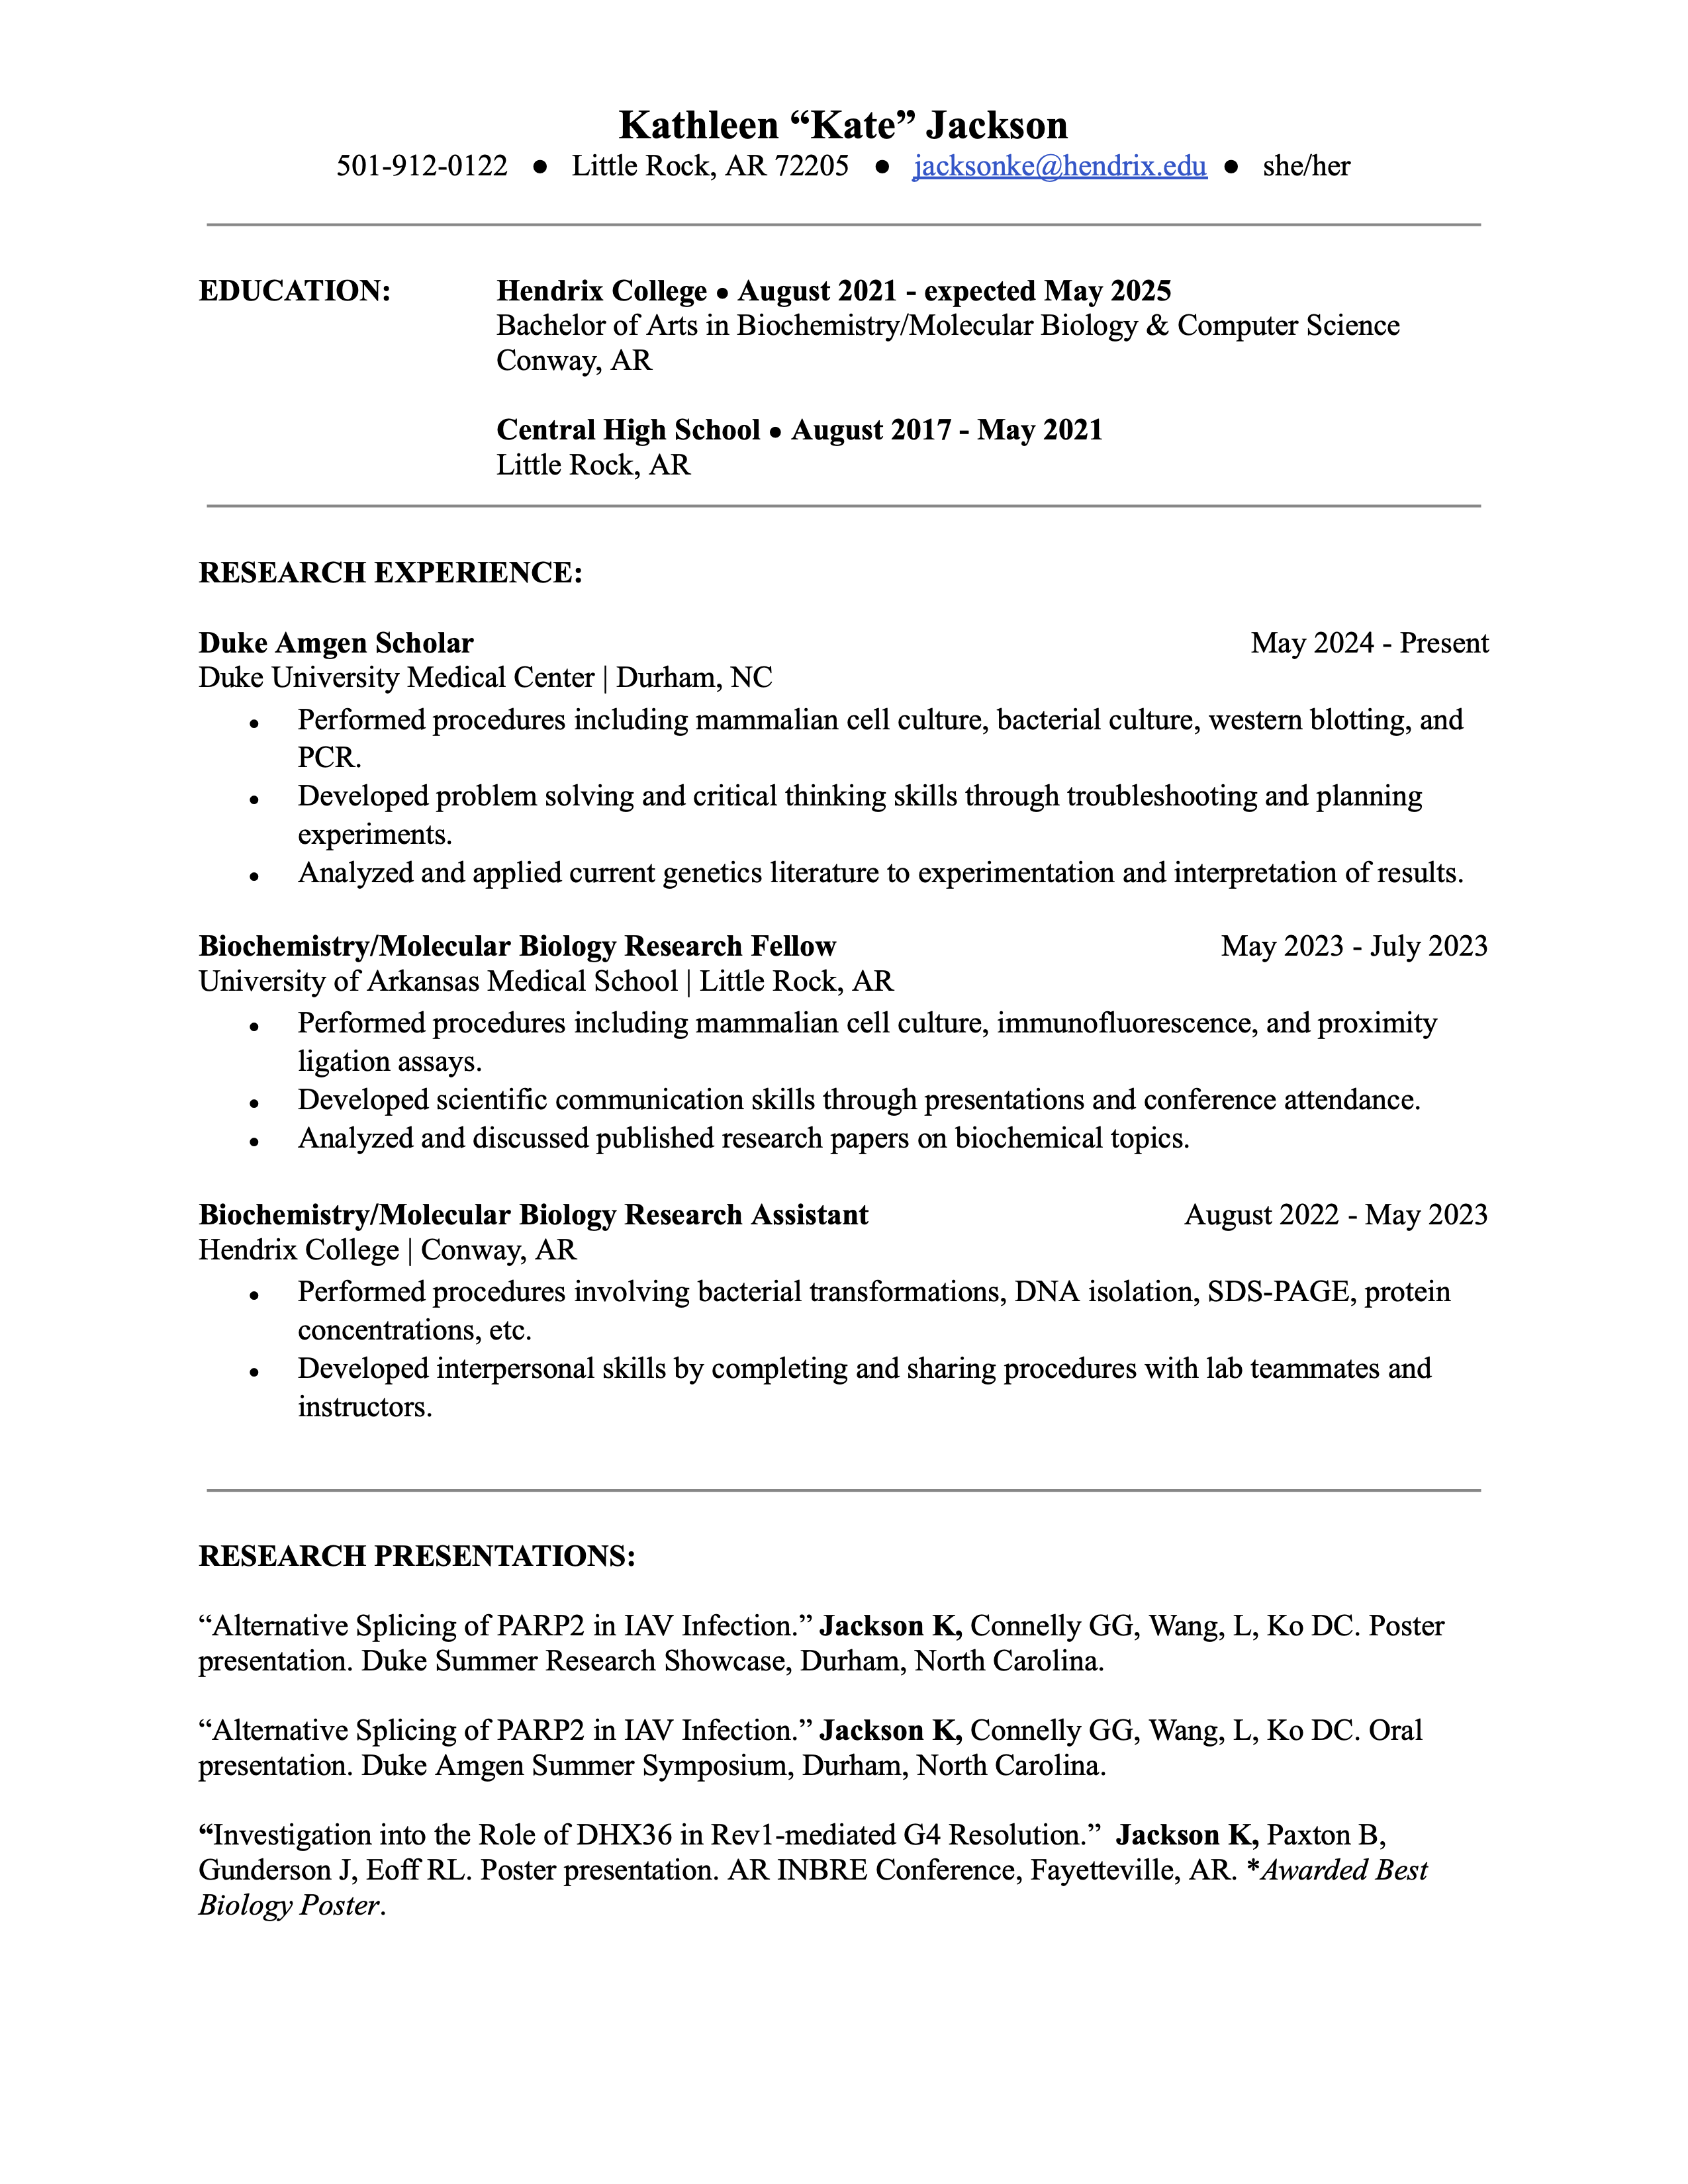 Kathleen “Kate” Jackson
501-912-0122 ● Little Rock, AR 72205 ● jacksonke@hendrix.edu ● she/her
EDUCATION: Hendrix College ● August 2021 - expected May 2025
Bachelor of Arts in Biochemistry/Molecular Biology & Computer Science
Conway, AR
Central High School ● August 2017 - May 2021
Little Rock, AR
RESEARCH EXPERIENCE:
Duke Amgen Scholar May 2024 - Present
Duke University Medical Center | Durham, NC
● Performed procedures including mammalian cell culture, bacterial culture, western blotting, and
PCR.
● Developed problem solving and critical thinking skills through troubleshooting and planning
experiments.
● Analyzed and applied current genetics literature to experimentation and interpretation of results.
Biochemistry/Molecular Biology Research Fellow May 2023 - July 2023
University of Arkansas Medical School | Little Rock, AR
● Performed procedures including mammalian cell culture, immunofluorescence, and proximity
ligation assays.
● Developed scientific communication skills through presentations and conference attendance.
● Analyzed and discussed published research papers on biochemical topics.
Biochemistry/Molecular Biology Research Assistant August 2022 - May 2023
Hendrix College | Conway, AR
● Performed procedures involving bacterial transformations, DNA isolation, SDS-PAGE, protein
concentrations, etc.
● Developed interpersonal skills by completing and sharing procedures with lab teammates and
instructors.
RESEARCH PRESENTATIONS:
“Alternative Splicing of PARP2 in IAV Infection.” Jackson K, Connelly GG, Wang, L, Ko DC. Poster
presentation. Duke Summer Research Showcase, Durham, North Carolina.
“Alternative Splicing of PARP2 in IAV Infection.” Jackson K, Connelly GG, Wang, L, Ko DC. Oral
presentation. Duke Amgen Summer Symposium, Durham, North Carolina.
“Investigation into the Role of DHX36 in Rev1-mediated G4 Resolution.” Jackson K, Paxton B,
Gunderson J, Eoff RL. Poster presentation. AR INBRE Conference, Fayetteville, AR. *Awarded Best
Biology Poster.